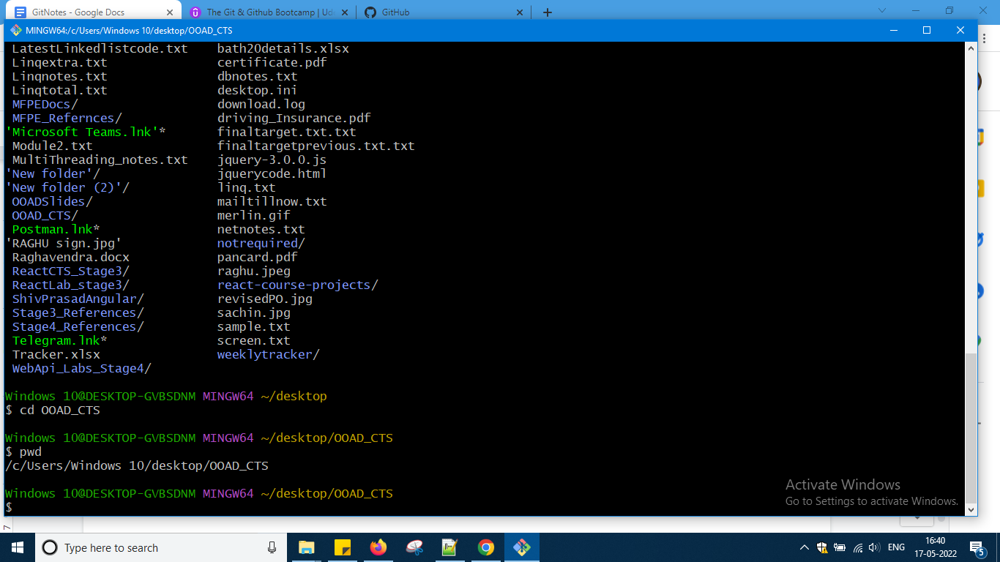 GitNotes - Google Docs
The Git & Github Bootcamp | Ud
GitHub
MINGW64:/c/Users/Windows 10/desktop/OOAD_CTS
LatestLinkedlistcode.txt bath20details.xlsx
Linqextra.txt certificate.pdf
Linqnotes.txt dbnotes.txt
Linqtotal.txt desktop.ini
MFPEDocs/ download.log
MFPE_Refernces/ driving_Insurance.pdf
'Microsoft Teams.lnk'* finaltarget.txt.txt
Module2.txt finaltargetprevious.txt.txt
MultiThreading_notes.txt jquery-3.0.0.js
'New folder'/ jquerycode.html
'New folder (2)'/ linq.txt
OOADSlides/ mailtillnow.txt
OOAD_CTS/ merlin.gif
Postman.lnk* netnotes.txt
'RAGHU sign.jpg' notrequired/
Raghavendra.docx pancard.pdf
ReactCTS_Stage3/ raghu.jpeg
ReactLab_stage3/ react-course-projects/
ShivPrasadAngular/ revisedPO.jpg
Stage3_References/ sachin.jpg
Stage4_References/ sample.txt
Telegram.lnk* screen.txt
Tracker.xlsx weeklytracker/
WebApi_Labs_Stage4/
Windows 10@DESKTOP-GVBSDNM MINGW64 ~/desktop
$ cd OOAD_CTS
Windows 10@DESKTOP-GVBSDNM MINGW64 ~/desktop/OOAD_CTS
$ pwd
/c/Users/Windows 10/desktop/OOAD_CTS
Windows 10@DESKTOP-GVBSDNM MINGW64 ~/desktop/OOAD_CTS
$
Activate Windows
Go to Settings to activate Windows.
Type here to search
ENG
16:40
17-05-2022
5